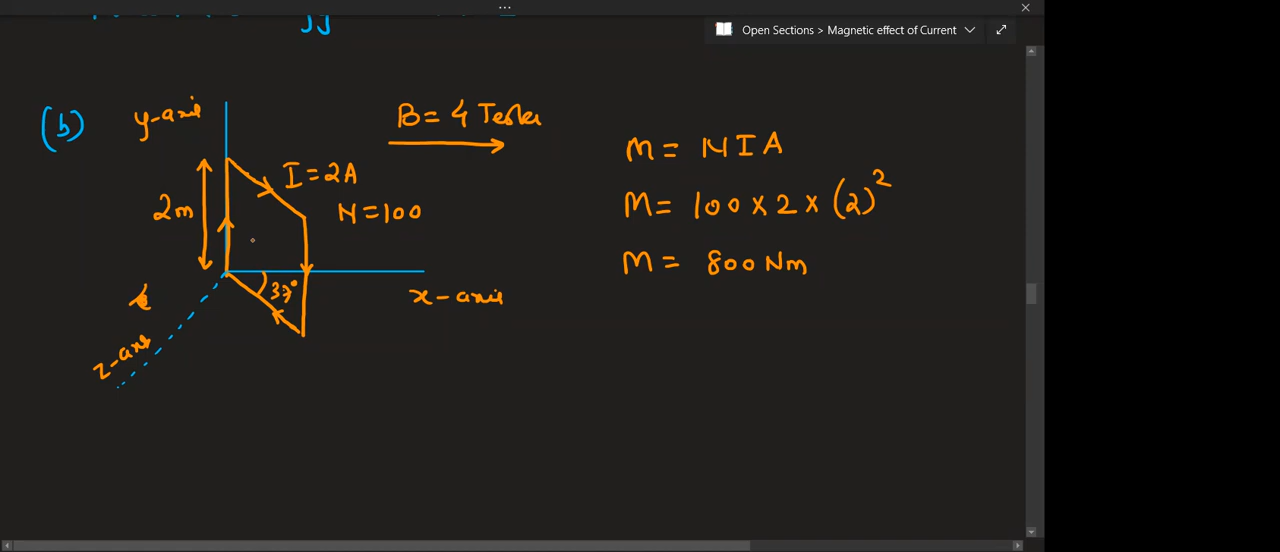 Open Sections > Magnetic effect of Current
(b)
y-axis
B = 4 Tesla
M = N I A
I = 2A
2m
N = 100
M = 100 × 2 × (2)²
M = 800 Nm
37°
x-axis
z-axis